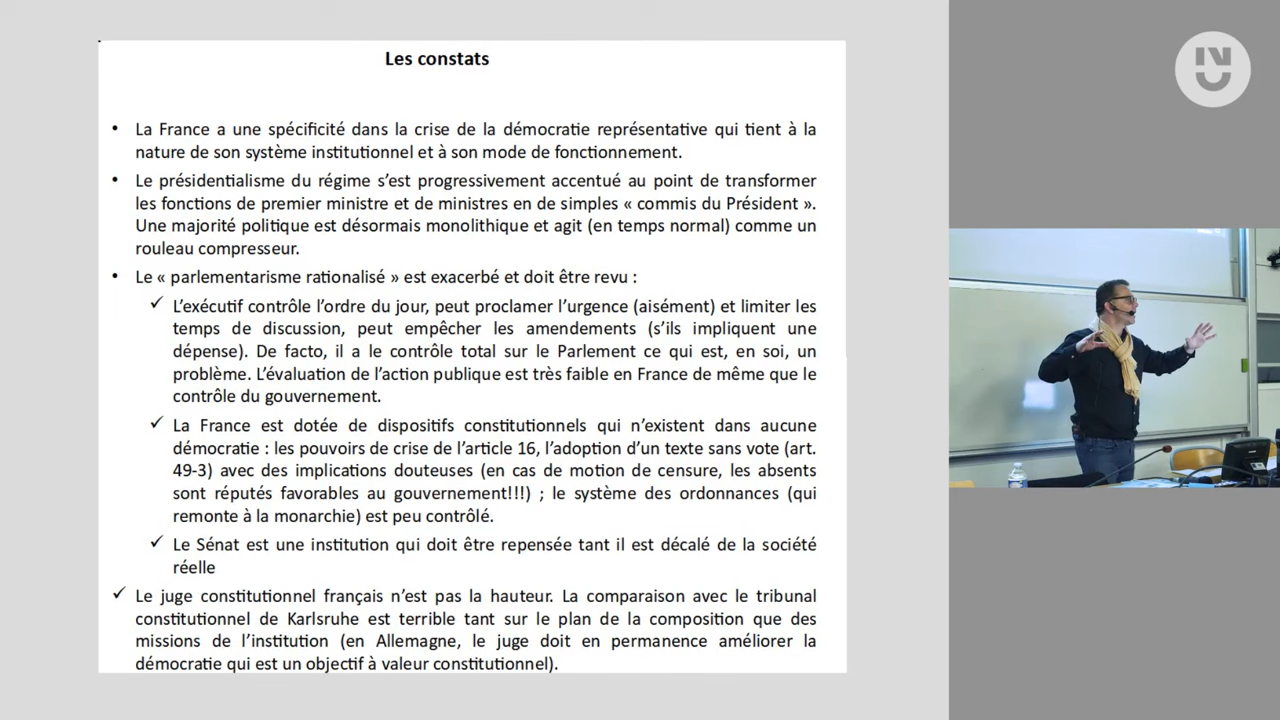 Les constats
• La France a une spécificité dans la crise de la démocratie représentative qui tient à la
nature de son système institutionnel et à son mode de fonctionnement.
• Le présidentialisme du régime s’est progressivement accentué au point de transformer
les fonctions de premier ministre et de ministres en de simples « commis du Président ».
Une majorité politique est désormais monolithique et agit (en temps normal) comme un
rouleau compresseur.
• Le « parlementarisme rationalisé » est exacerbé et doit être revu :
✓ L’exécutif contrôle l’ordre du jour, peut proclamer l’urgence (aisément) et limiter les
temps de discussion, peut empêcher les amendements (s’ils impliquent une
dépense). De facto, il a le contrôle total sur le Parlement ce qui est, en soi, un
problème. L’évaluation de l’action publique est très faible en France de même que le
contrôle du gouvernement.
✓ La France est dotée de dispositifs constitutionnels qui n’existent dans aucune
démocratie : les pouvoirs de crise de l’article 16, l’adoption d’un texte sans vote (art.
49-3) avec des implications douteuses (en cas de motion de censure, les absents
sont réputés favorables au gouvernement!!!) ; le système des ordonnances (qui
remonte à la monarchie) est peu contrôlé.
✓ Le Sénat est une institution qui doit être repensée tant il est décalé de la société
réelle
✓ Le juge constitutionnel français n’est pas la hauteur. La comparaison avec le tribunal
constitutionnel de Karlsruhe est terrible tant sur le plan de la composition que des
missions de l’institution (en Allemagne, le juge doit en permanence améliorer la
démocratie qui est un objectif à valeur constitutionnel).